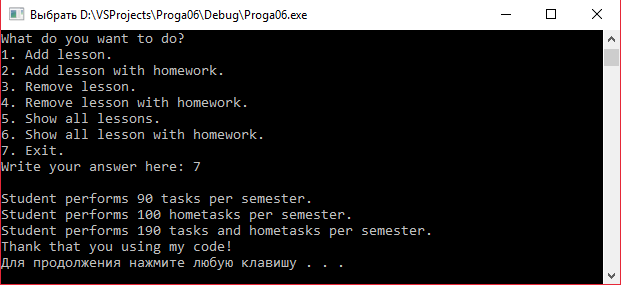 Выбрать D:\VSProjects\Proga06\Debug\Proga06.exe
What do you want to do?
1. Add lesson.
2. Add lesson with homework.
3. Remove lesson.
4. Remove lesson with homework.
5. Show all lessons.
6. Show all lesson with homework.
7. Exit.
Write your answer here: 7
Student performs 90 tasks per semester.
Student performs 100 hometasks per semester.
Student performs 190 tasks and hometasks per semester.
Thank that you using my code!
Для продолжения нажмите любую клавишу . . .